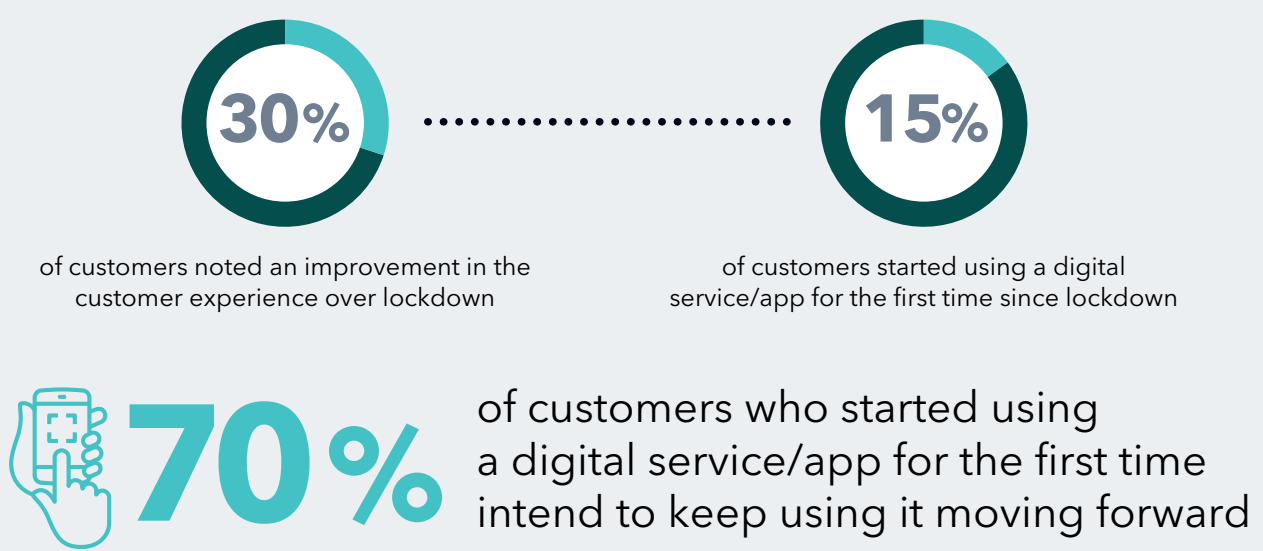 30%
15%
of customers noted an improvement in the
customer experience over lockdown
of customers started using a digital
service/app for the first time since lockdown
70%
of customers who started using
a digital service/app for the first time
intend to keep using it moving forward